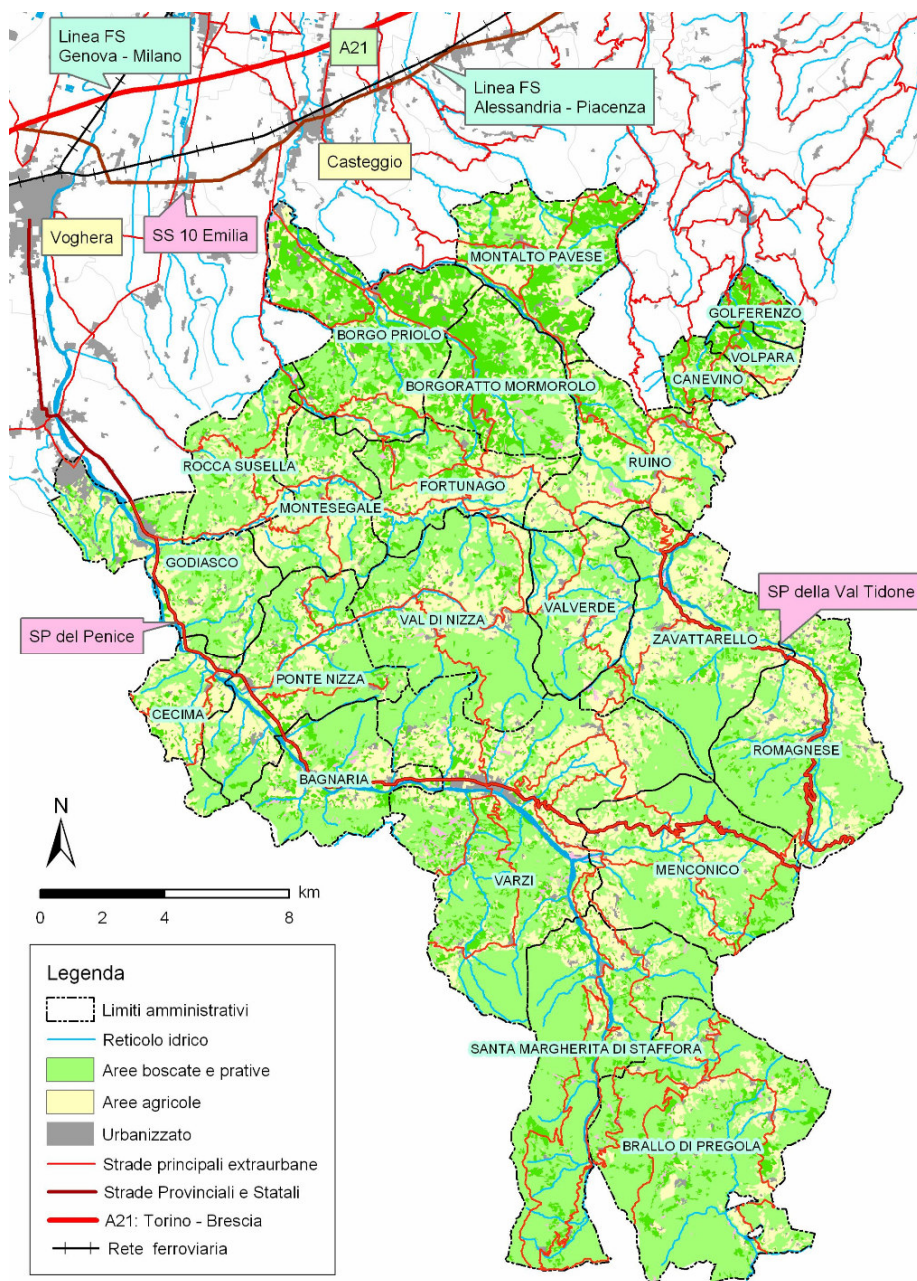 Linea FS
Genova - Milano
A21
Linea FS
Alessandria - Piacenza
Casteggio
Voghera
SS 10 Emilia
MONTALTO PAVESE
GOLFERENZO
BORGO PRIOLO
VOLPARA
CANEVINO
BORGORATTO MORMOROLO
ROCCA SUSELLA
RUINO
FORTUNAGO
MONTESEGALE
GODIASCO
SP della Val Tidone
SP del Penice
VAL DI NIZZA
VALVERDE
ZAVATTARELLO
PONTE NIZZA
CECIMA
ROMAGNESE
BAGNARIA
N
MENCONICO
VARZI
km
0 2 4 8
Legenda
Limiti amministrativi
Reticolo idrico
SANTA MARGHERITA DI STAFFORA
Aree boscate e prative
Aree agricole
Urbanizzato
BRALLO DI PREGOLA
Strade principali extraurbane
Strade Provinciali e Statali
A21: Torino - Brescia
Rete ferroviaria